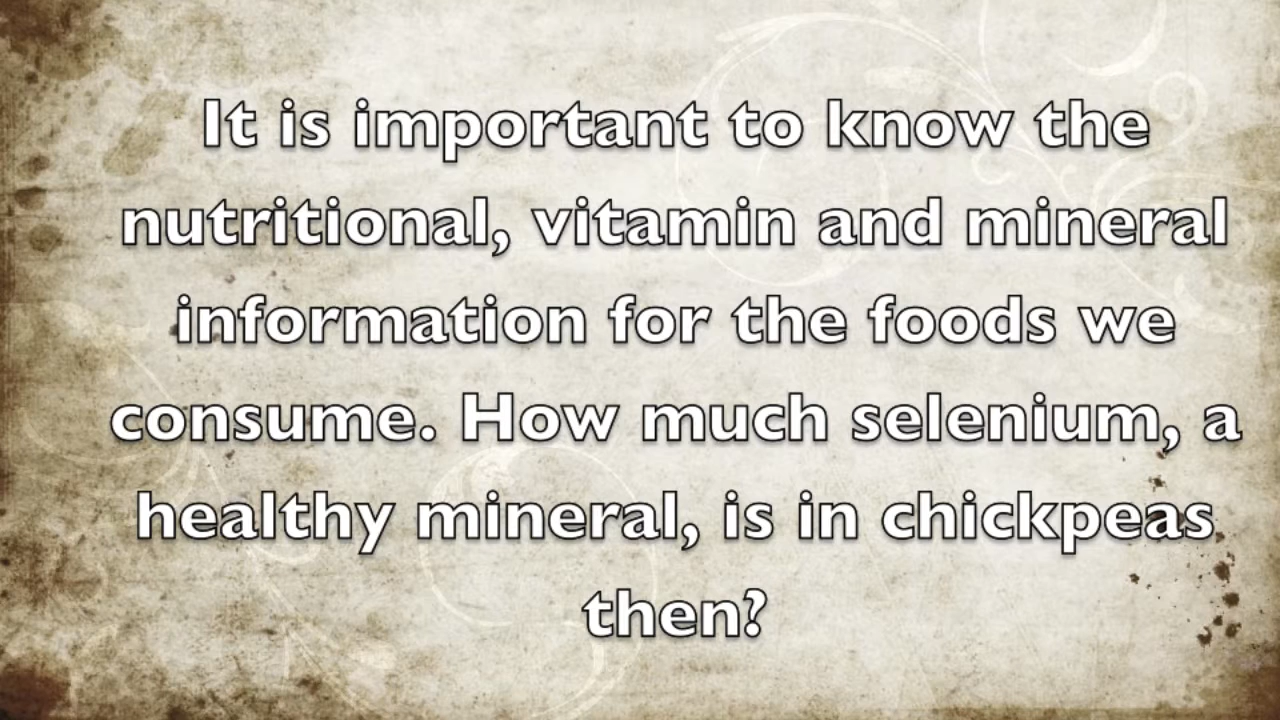 It is important to know the
nutritional, vitamin and mineral
information for the foods we
consume. How much selenium, a
healthy mineral, is in chickpeas
then?